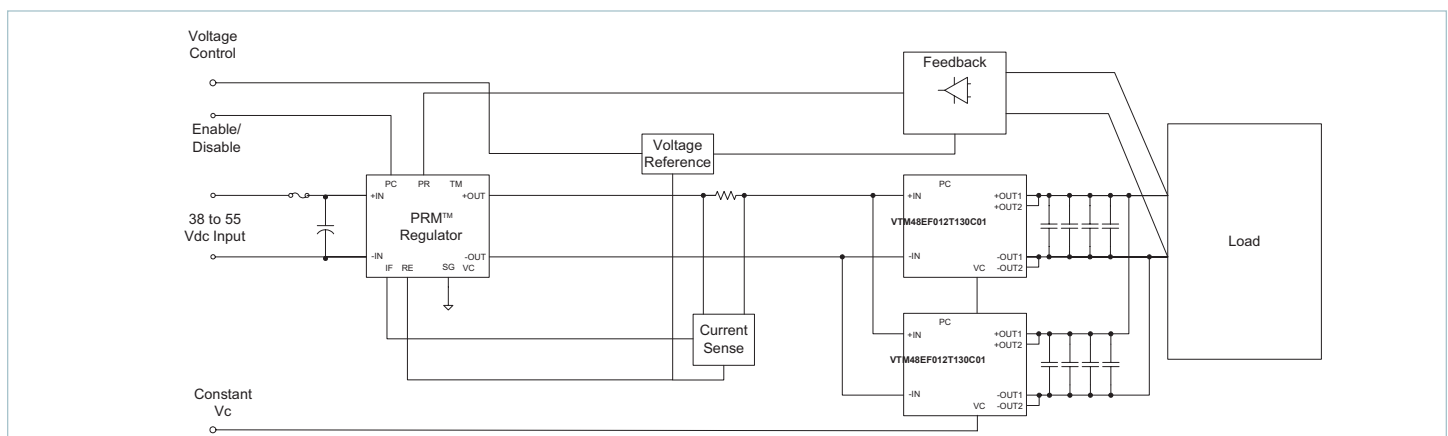 Voltage
Control
Enable/
Disable
38 to 55
Vdc Input
Constant
Vc
PC PR TM
+IN +OUT
PRM™
Regulator
-IN -OUT
IF RE SG VC
Voltage
Reference
Current
Sense
Feedback
PC
+IN +OUT1
+OUT2
VTM48EF012T130C01
-IN -OUT1
VC -OUT2
PC
+IN +OUT1
+OUT2
VTM48EF012T130C01
-IN -OUT1
VC -OUT2
Load